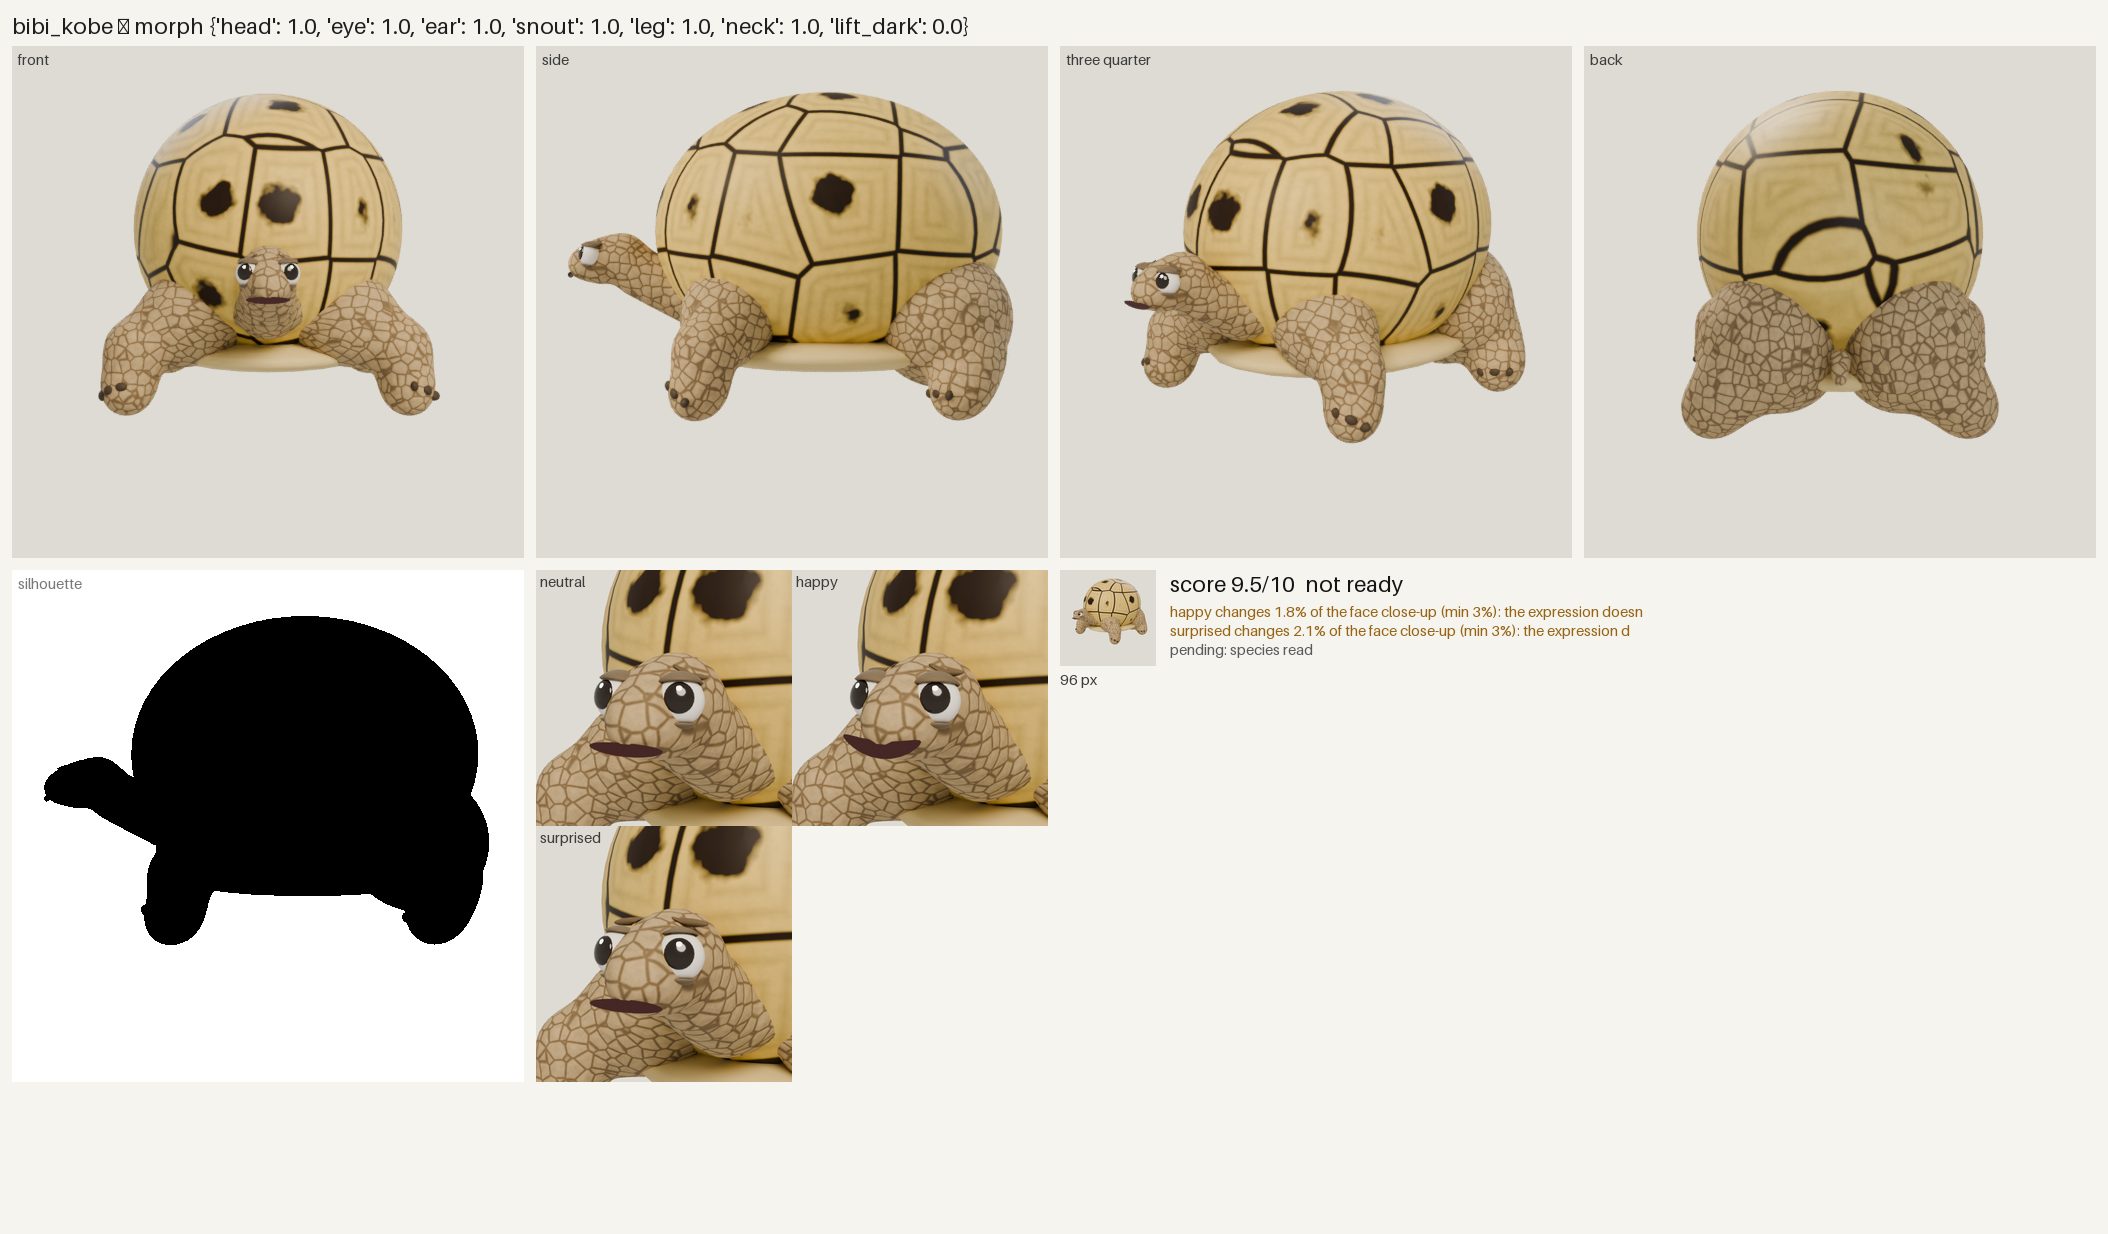 bibi_kobe ▯ morph {'head': 1.0, 'eye': 1.0, 'ear': 1.0, 'snout': 1.0, 'leg': 1.0, 'neck': 1.0, 'lift_dark': 0.0}
front
side
three quarter
back
silhouette
neutral
happy
surprised
96 px
score 9.5/10 not ready
happy changes 1.8% of the face close-up (min 3%): the expression doesn
surprised changes 2.1% of the face close-up (min 3%): the expression d
pending: species read